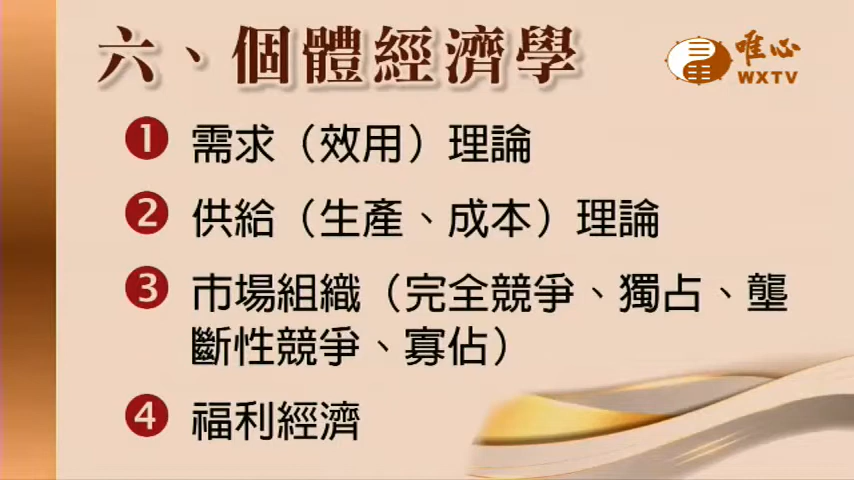 六、個體經濟學
唯心
WXTV
1 需求（效用）理論
2 供給（生產、成本）理論
3 市場組織（完全競爭、獨占、壟
斷性競爭、寡佔）
4 福利經濟